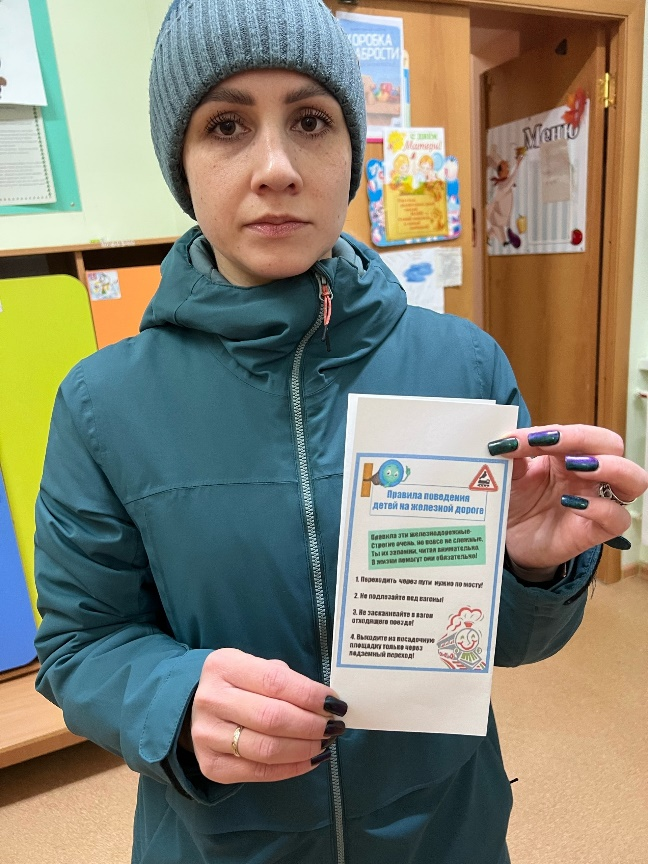 КОРОБКА
ХРАБРОСТИ
С ДНЁМ
Матери!
Меню
Правила поведения
детей на железной дороге
Правила эти железнодорожные-
Строгие очень, но вовсе не сложные,
Ты их запомни, читая внимательно,
В жизни помогут они обязательно!
1. Переходить через пути нужно по мосту!
2. Не подлезайте под вагоны!
3. Не заскакивайте в вагон
отходящего поезда!
4. Выходите на посадочную
площадку только через
подземный переход!